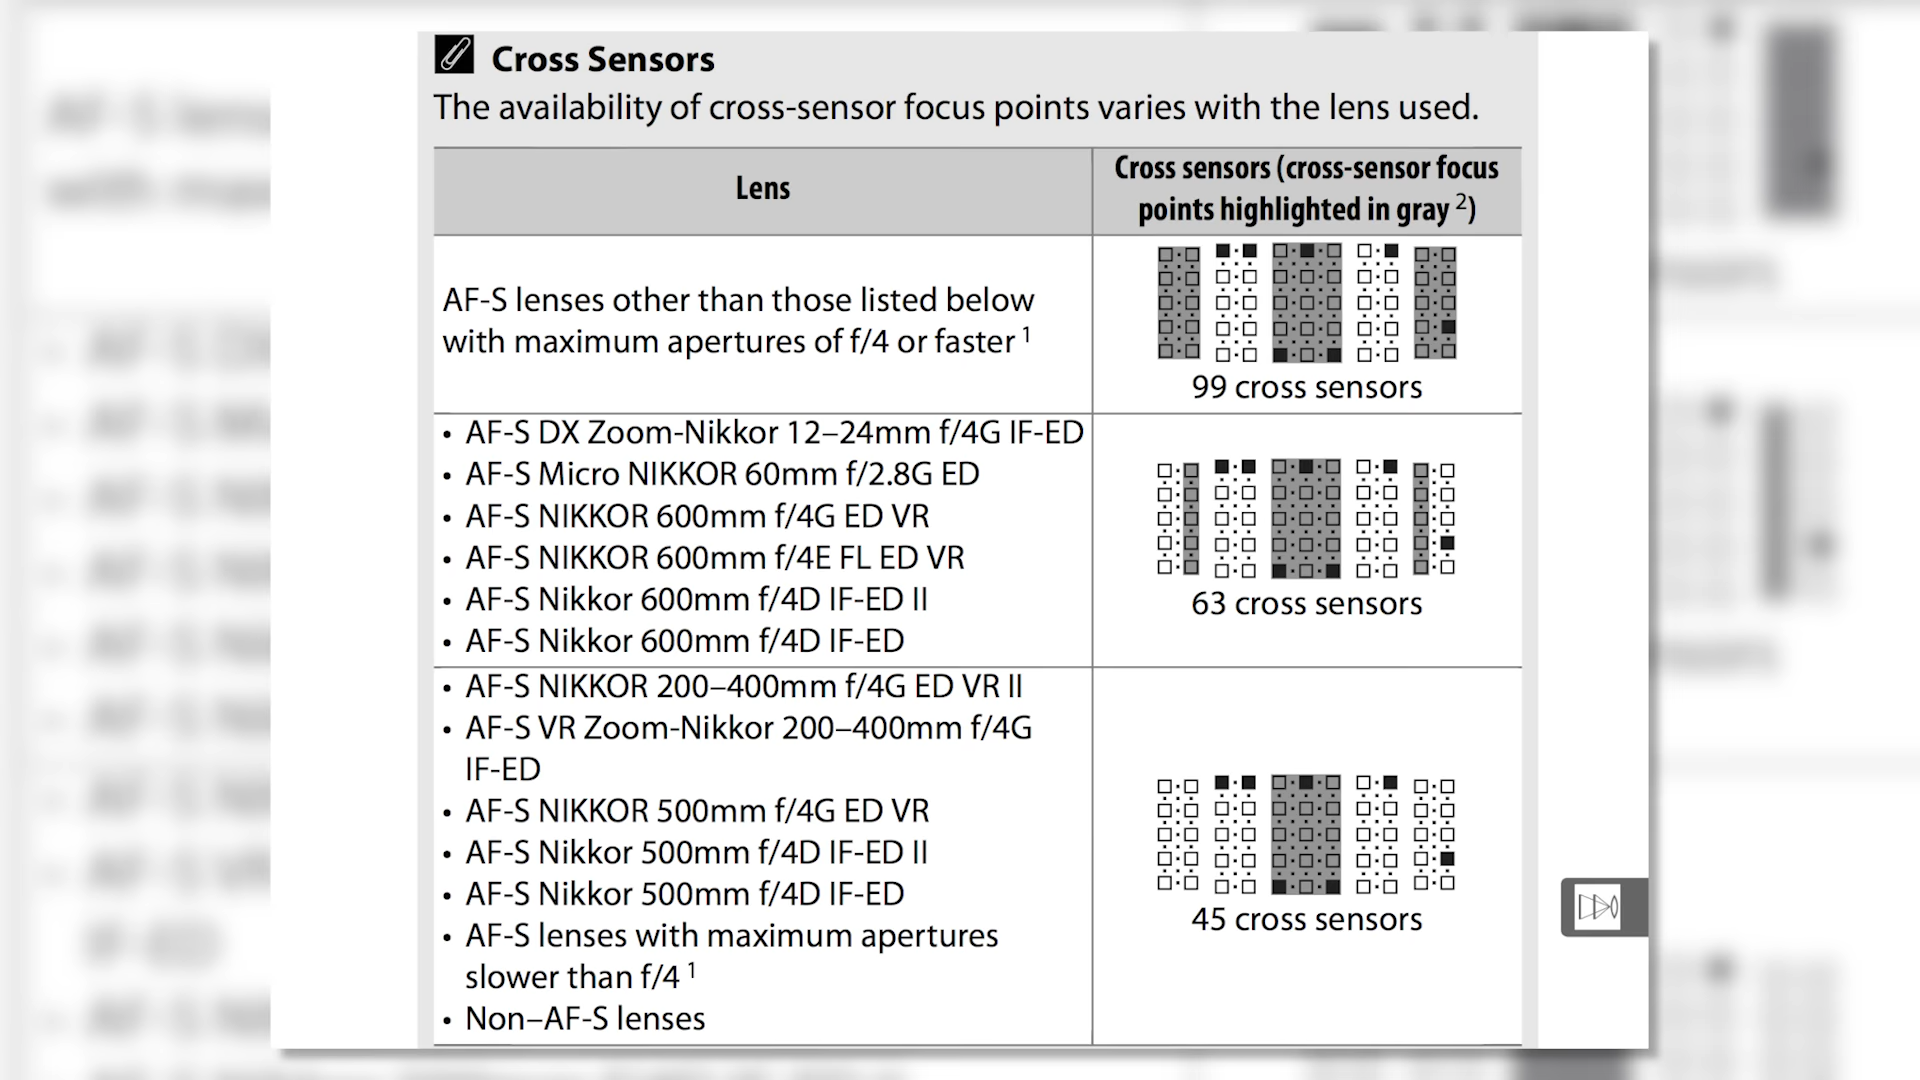 Cross Sensors
The availability of cross-sensor focus points varies with the lens used.
Lens
Cross sensors (cross-sensor focus
points highlighted in gray 2)
AF-S lenses other than those listed below
with maximum apertures of f/4 or faster 1
99 cross sensors
• AF-S DX Zoom-Nikkor 12–24mm f/4G IF-ED
• AF-S Micro NIKKOR 60mm f/2.8G ED
• AF-S NIKKOR 600mm f/4G ED VR
• AF-S NIKKOR 600mm f/4E FL ED VR
• AF-S Nikkor 600mm f/4D IF-ED II
• AF-S Nikkor 600mm f/4D IF-ED
63 cross sensors
• AF-S NIKKOR 200–400mm f/4G ED VR II
• AF-S VR Zoom-Nikkor 200–400mm f/4G
IF-ED
• AF-S NIKKOR 500mm f/4G ED VR
• AF-S Nikkor 500mm f/4D IF-ED II
• AF-S Nikkor 500mm f/4D IF-ED
• AF-S lenses with maximum apertures
slower than f/4 1
• Non–AF-S lenses
45 cross sensors